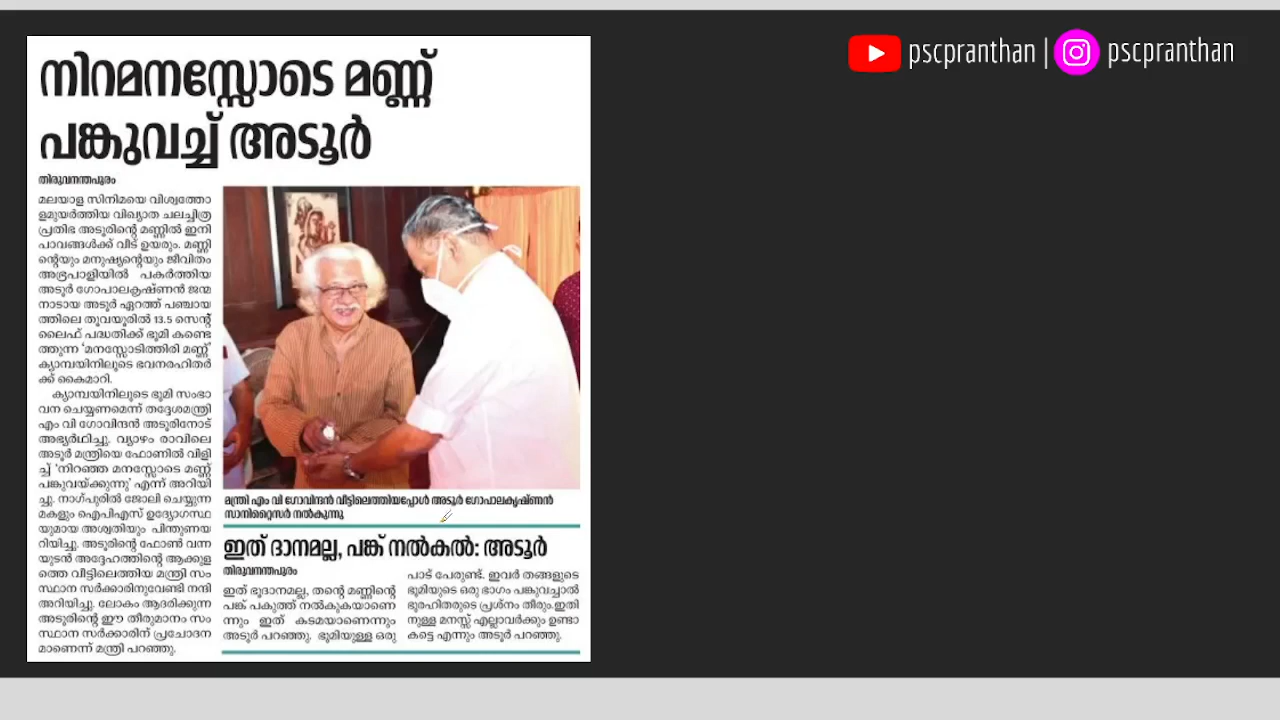 pscpranthan | pscpranthan
നിറമനസ്സോടെ മണ്ണ്
പങ്കുവച്ച് അടൂർ
തിരുവനന്തപുരം
മലയാള സിനിമയെ വിശ്വത്തോ
ളമുയർത്തിയ വിഖ്യാത ചലച്ചിത്ര
പ്രതിഭ അടൂരിന്റെ മണ്ണിൽ ഇനി
പാവങ്ങൾക്ക് വീട് ഉയരും. മണ്ണി
ന്റെയും മനുഷ്യന്റെയും ജീവിതം
അഭ്രപാളിയിൽ പകർത്തിയ
അടൂർ ഗോപാലകൃഷ്ണൻ ജന്മ
നാടായ അടൂർ ഏറത്ത് പഞ്ചായ
ത്തിലെ തുവയൂരിൽ 13.5 സെന്റ്
ലൈഫ് പദ്ധതിക്ക് ഭൂമി കണ്ടെ
ത്തുന്ന 'മനസ്സോടിത്തിരി മണ്ണ്'
ക്യാമ്പയിനിലൂടെ ഭവനരഹിതർ
ക്ക് കൈമാറി.
ക്യാമ്പയിനിലൂടെ ഭൂമി സംഭാ
വന ചെയ്യണമെന്ന് തദ്ദേശമന്ത്രി
എം വി ഗോവിന്ദൻ അടൂരിനോട്
അഭ്യർഥിച്ചു. വ്യാഴം രാവിലെ
അടൂർ മന്ത്രിയെ ഫോണിൽ വിളി
ച്ച് 'നിറഞ്ഞ മനസ്സോടെ മണ്ണ്
പങ്കുവയ്ക്കുന്നു' എന്ന് അറിയി
ച്ചു. നാഗ്പൂരിൽ ജോലി ചെയ്യുന്ന
മകളും ഐപിഎസ് ഉദ്യോഗസ്ഥ
യുമായ അശ്വതിയും പിന്തുണയ
റിയിച്ചു. അടൂരിന്റെ ഫോൺ വന്ന
യുടൻ അദ്ദേഹത്തിന്റെ ആക്കുള
ത്തെ വീട്ടിലെത്തിയ മന്ത്രി സം
സ്ഥാന സർക്കാരിനുവേണ്ടി നന്ദി
അറിയിച്ചു. ലോകം ആദരിക്കുന്ന
അടൂരിന്റെ ഈ തീരുമാനം സം
സ്ഥാന സർക്കാരിന് പ്രചോദന
മാണെന്ന് മന്ത്രി പറഞ്ഞു.
മന്ത്രി എം വി ഗോവിന്ദൻ വീട്ടിലെത്തിയപ്പോൾ അടൂർ ഗോപാലകൃഷ്ണൻ
സാനിറ്റൈസർ നൽകുന്നു
ഇത് ദാനമല്ല, പങ്ക് നൽകൽ: അടൂർ
തിരുവനന്തപുരം
ഇത് ഭൂദാനമല്ല, തന്റെ മണ്ണിന്റെ
പങ്ക് പകുത്ത് നൽകുകയാണെ
ന്നും ഇത് കടമയാണെന്നും
അടൂർ പറഞ്ഞു. ഭൂമിയുള്ള ഒരു
പാട് പേരുണ്ട്. ഇവർ തങ്ങളുടെ
ഭൂമിയുടെ ഒരു ഭാഗം പങ്കുവച്ചാൽ
ഭൂരഹിതരുടെ പ്രശ്നം തീരും.ഇതി
നുള്ള മനസ്സ് എല്ലാവർക്കും ഉണ്ടാ
കട്ടെ എന്നും അടൂർ പറഞ്ഞു.